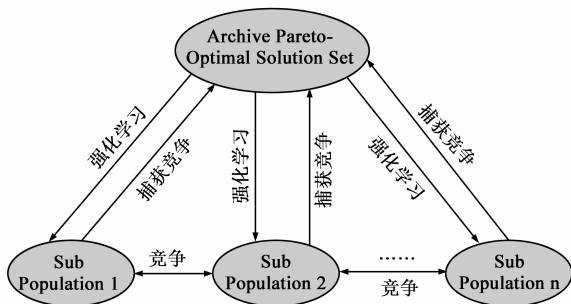 Archive Pareto-
Optimal Solution Set
强化学习
捕获竞争
强化学习
捕获竞争
强化学习
捕获竞争
Sub
Population 1
竞争
Sub
Population 2
……
竞争
Sub
Population n